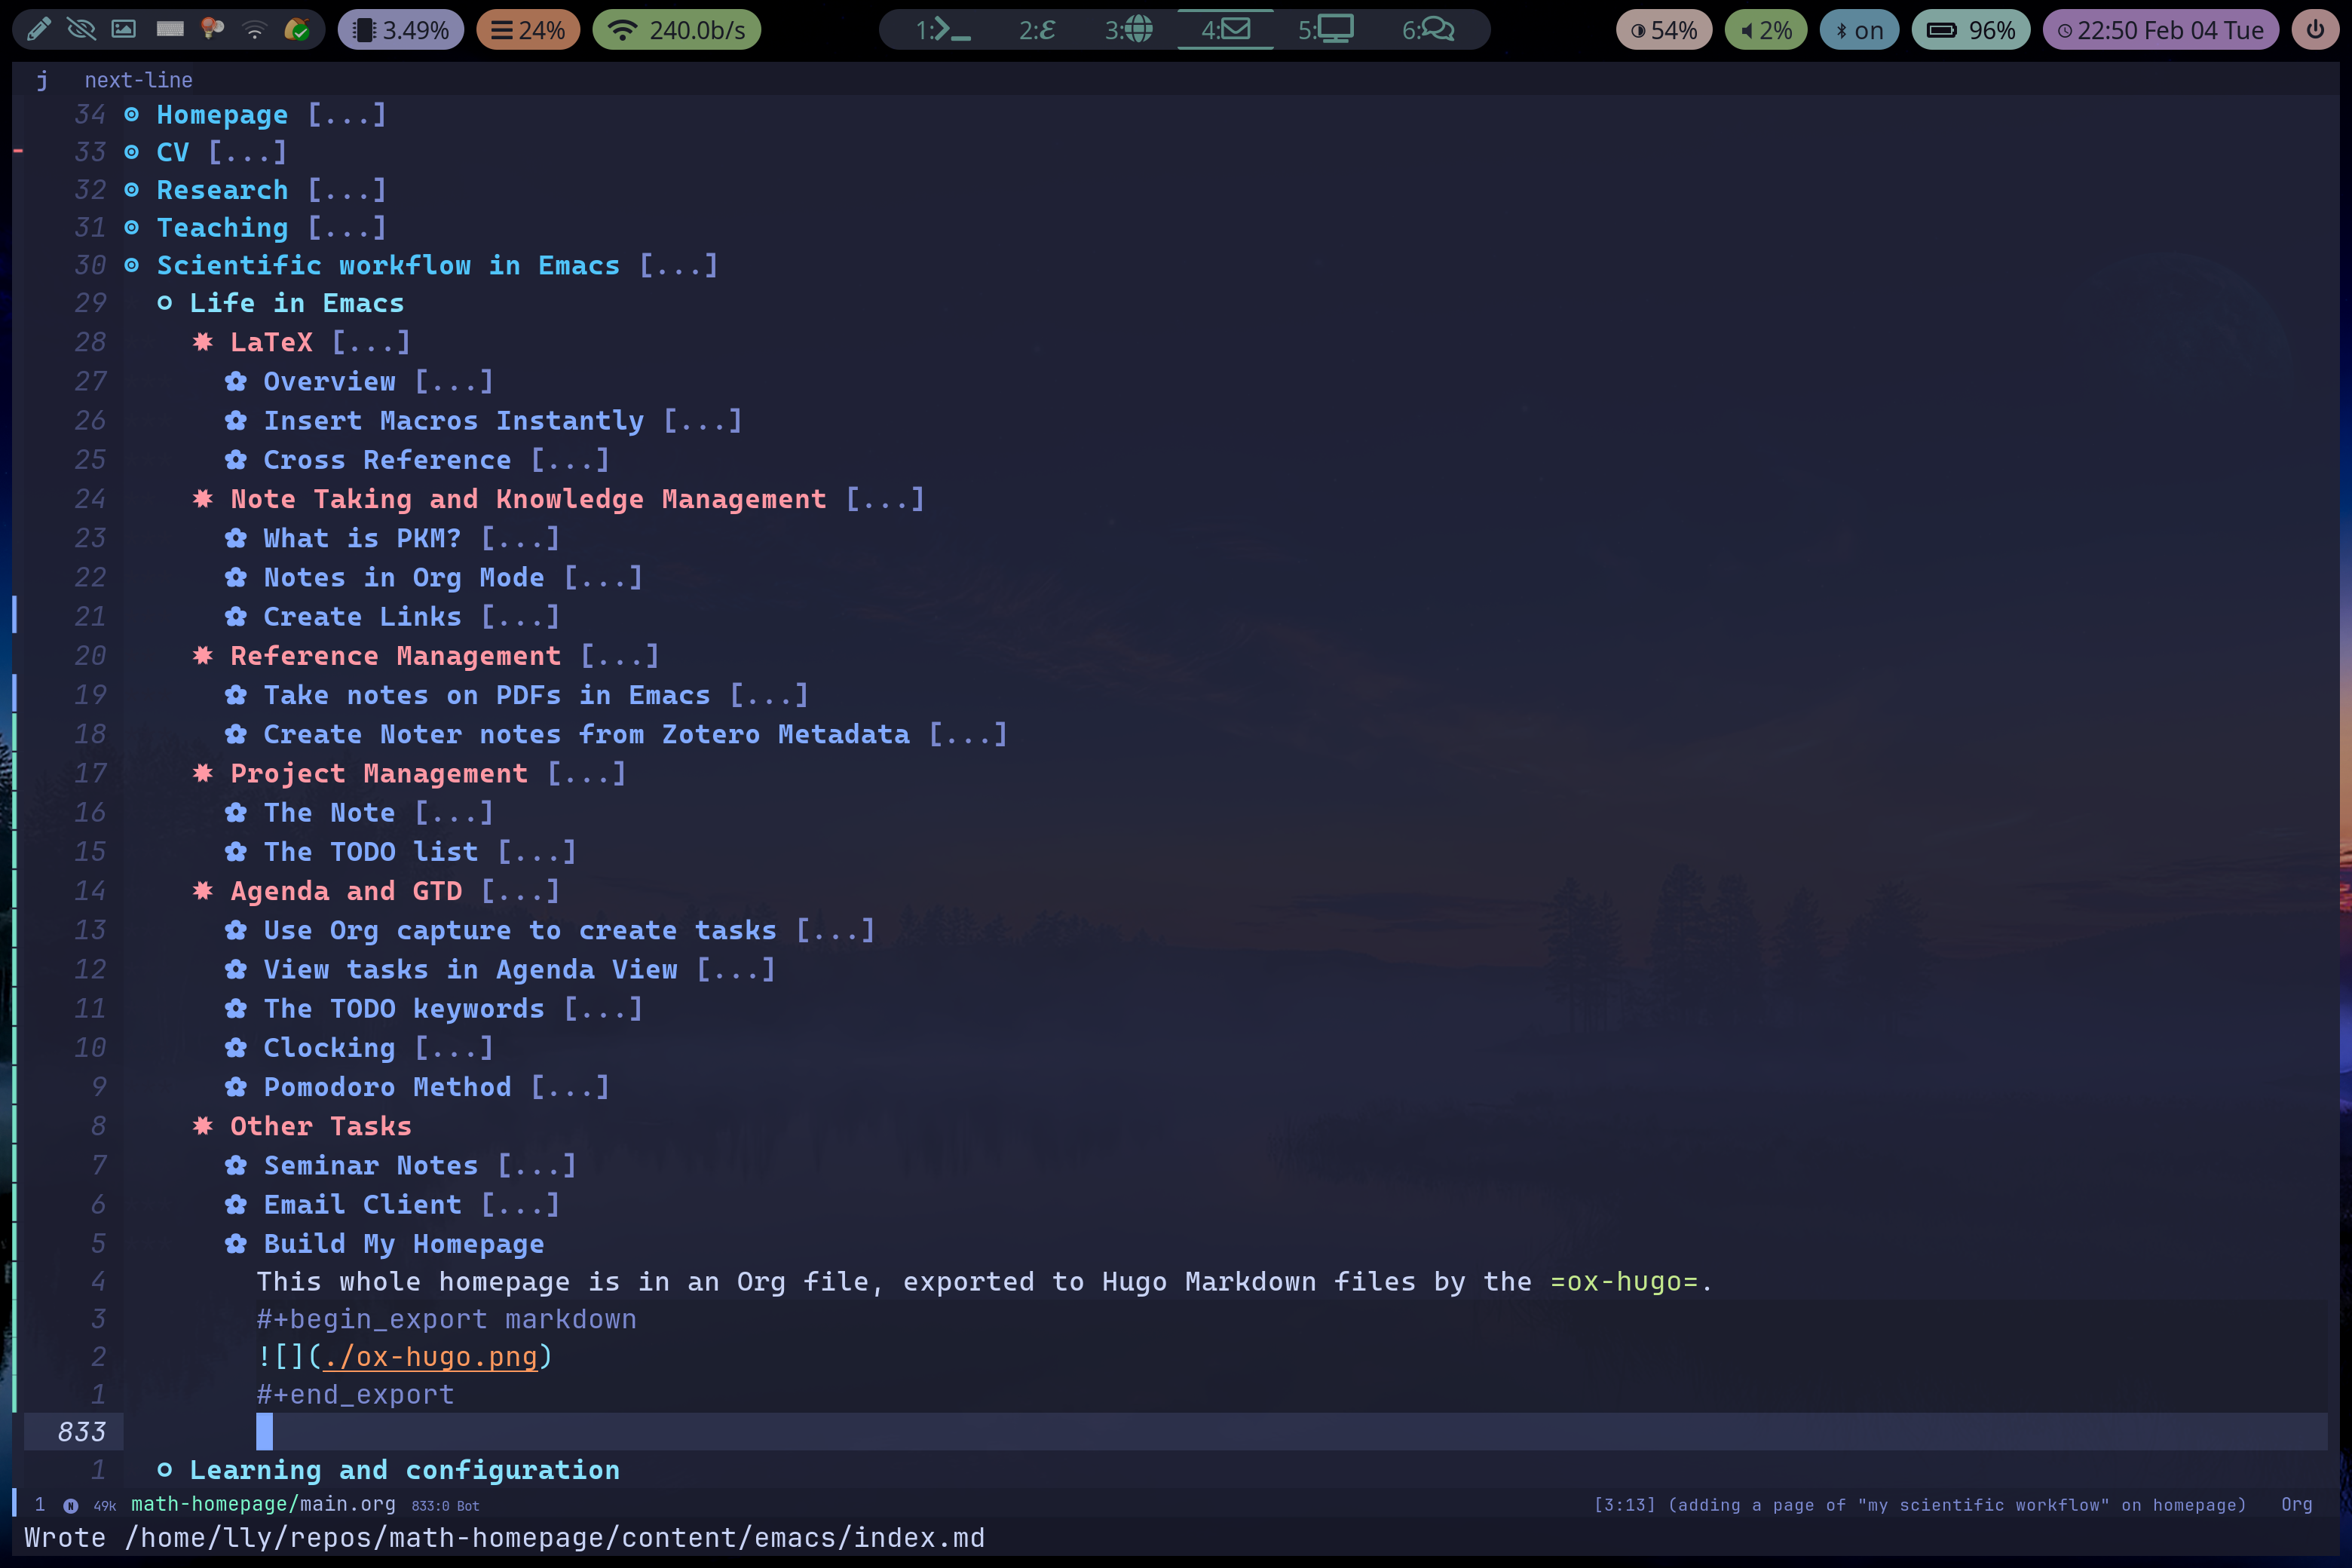 3.49% 24% 240.0b/s 1: 2: 3: 4: 5: 6: 54% 2% on 96% 22:50 Feb 04 Tue
j next-line
34 Homepage [...]
33 CV [...]
32 Research [...]
31 Teaching [...]
30 Scientific workflow in Emacs [...]
29 Life in Emacs
28 LaTeX [...]
27 Overview [...]
26 Insert Macros Instantly [...]
25 Cross Reference [...]
24 Note Taking and Knowledge Management [...]
23 What is PKM? [...]
22 Notes in Org Mode [...]
21 Create Links [...]
20 Reference Management [...]
19 Take notes on PDFs in Emacs [...]
18 Create Noter notes from Zotero Metadata [...]
17 Project Management [...]
16 The Note [...]
15 The TODO list [...]
14 Agenda and GTD [...]
13 Use Org capture to create tasks [...]
12 View tasks in Agenda View [...]
11 The TODO keywords [...]
10 Clocking [...]
9 Pomodoro Method [...]
8 Other Tasks
7 Seminar Notes [...]
6 Email Client [...]
5 Build My Homepage
4 This whole homepage is in an Org file, exported to Hugo Markdown files by the =ox-hugo=.
3 #+begin_export markdown
2 ![](./ox-hugo.png)
1 #+end_export
833
1 Learning and configuration
1 N 49k math-homepage/main.org 833:0 Bot [3:13] (adding a page of "my scientific workflow" on homepage) Org
Wrote /home/lly/repos/math-homepage/content/emacs/index.md